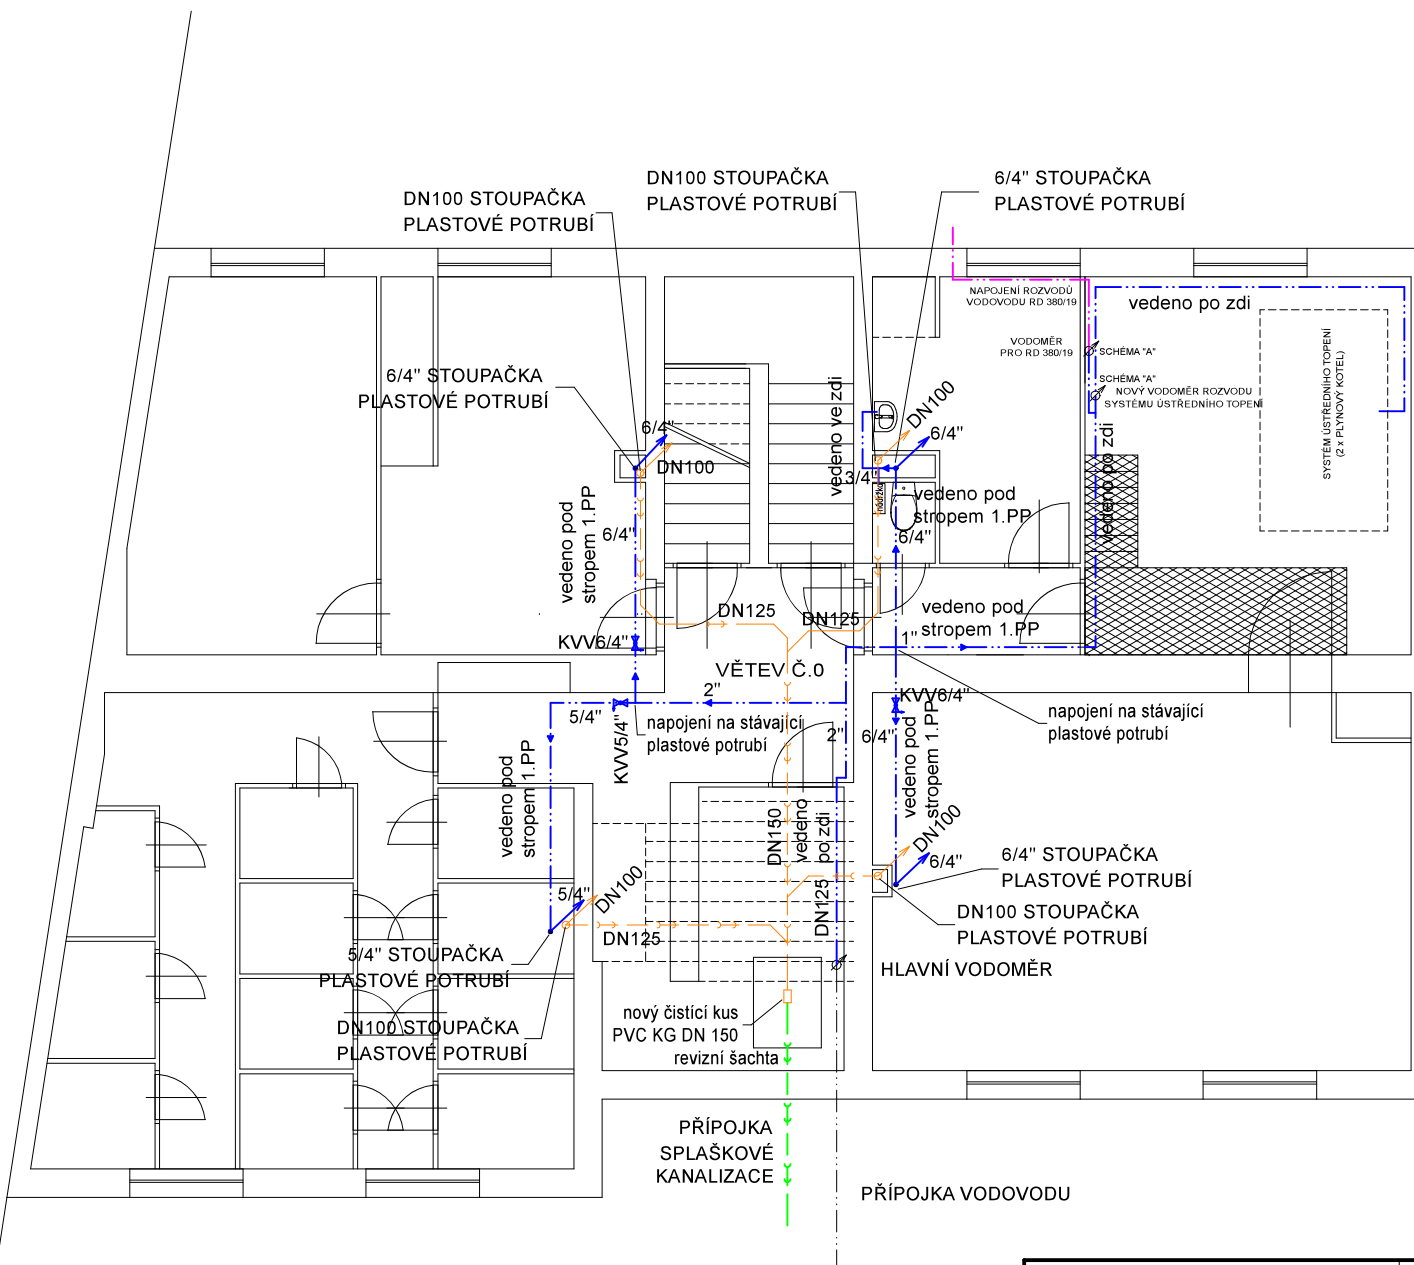 DN100 STOUPAČKA
PLASTOVÉ POTRUBÍ
DN100 STOUPAČKA
PLASTOVÉ POTRUBÍ
6/4" STOUPAČKA
PLASTOVÉ POTRUBÍ
NAPOJENÍ ROZVODŮ
VODOVODU RD 380/19
vedeno po zdi
VODOMĚR
PRO RD 380/19
SCHÉMA "A"
SCHÉMA "A"
NOVÝ VODOMĚR ROZVODU
SYSTÉMU ÚSTŘEDNÍHO TOPENÍ
SYSTÉM ÚSTŘEDNÍHO TOPENÍ
(2 x PLYNOVÝ KOTEL)
6/4" STOUPAČKA
PLASTOVÉ POTRUBÍ
6/4"
DN100
vedeno ve zdi
DN100
6/4"
3/4"
nádržka
vedeno pod
stropem 1.PP
vedeno po zdi
vedeno pod
stropem 1.PP
6/4"
6/4"
DN125
DN125
vedeno pod
stropem 1.PP
1"
KVV6/4"
VĚTEV Č.0
2"
5/4"
KVV5/4"
napojení na stávající
plastové potrubí
2"
KVV6/4"
6/4"
vedeno pod
stropem 1.PP
napojení na stávající
plastové potrubí
vedeno pod
stropem 1.PP
DN150
vedeno
po zdi
DN125
DN100
6/4"
6/4" STOUPAČKA
PLASTOVÉ POTRUBÍ
DN100 STOUPAČKA
PLASTOVÉ POTRUBÍ
5/4"
DN100
DN125
5/4" STOUPAČKA
PLASTOVÉ POTRUBÍ
HLAVNÍ VODOMĚR
DN100 STOUPAČKA
PLASTOVÉ POTRUBÍ
nový čistící kus
PVC KG DN 150
revizní šachta
PŘÍPOJKA
SPLAŠKOVÉ
KANALIZACE
PŘÍPOJKA VODOVODU